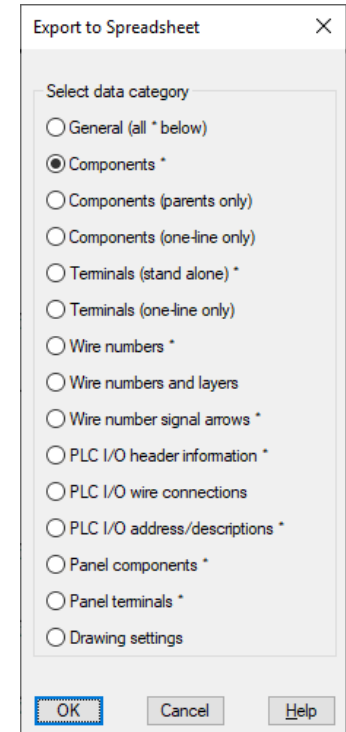 Export to Spreadsheet
Select data category
General (all * below)
Components *
Components (parents only)
Components (one-line only)
Terminals (stand alone) *
Terminals (one-line only)
Wire numbers *
Wire numbers and layers
Wire number signal arrows *
PLC I/O header information *
PLC I/O wire connections
PLC I/O address/descriptions *
Panel components *
Panel terminals *
Drawing settings
OK Cancel Help